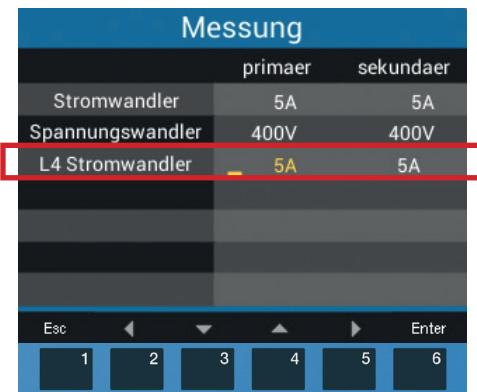 Messung
primaer sekundaer
Stromwandler 5A 5A
Spannungswandler 400V 400V
L4 Stromwandler _ 5A 5A
Esc Enter
1 2 3 4 5 6